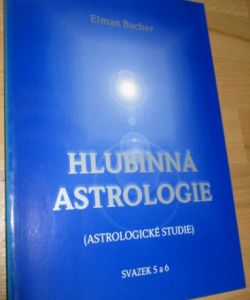 Elman Bacher
HLUBINNÁ
ASTROLOGIE
(ASTROLOGICKÉ STUDIE)
SVAZEK 5 a 6